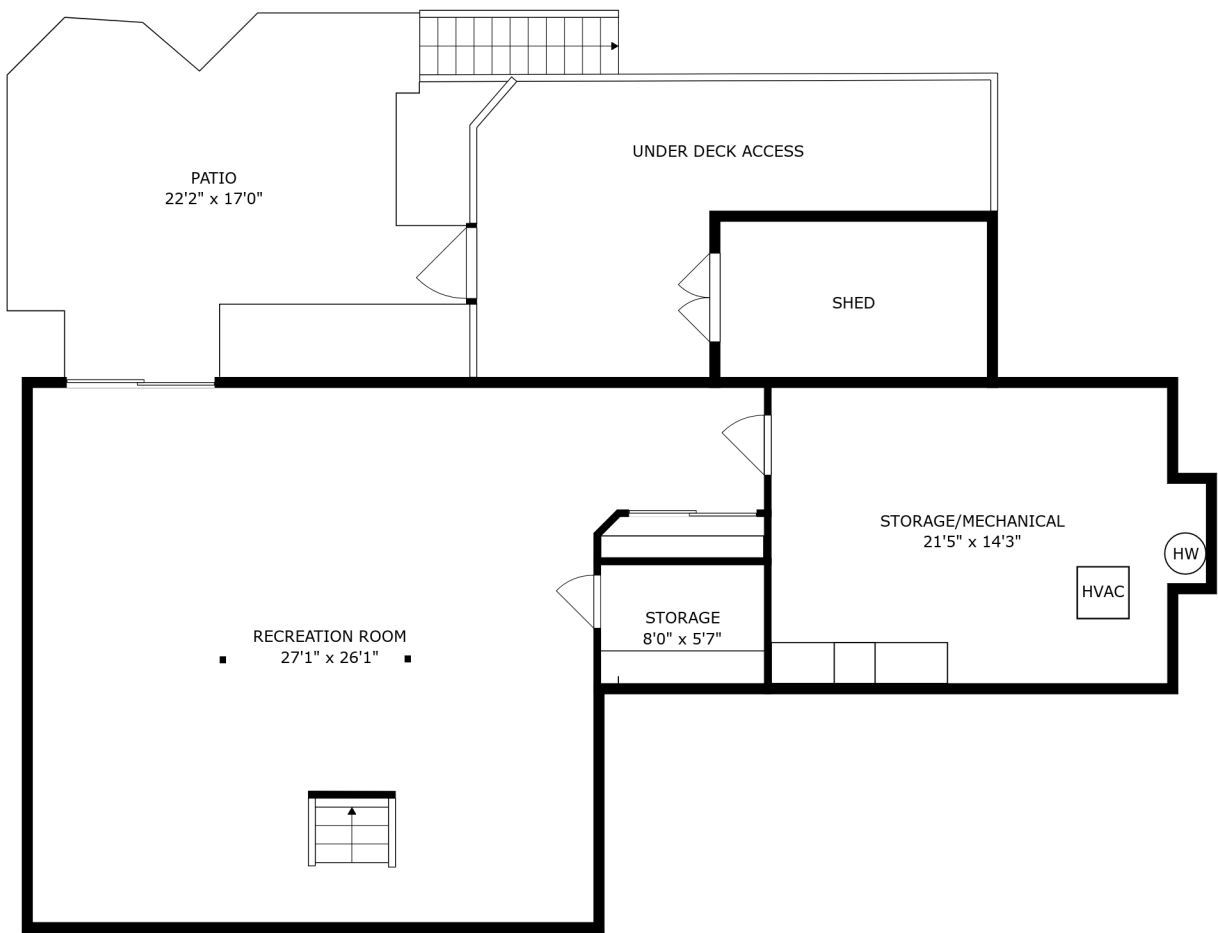 UNDER DECK ACCESS
PATIO
22'2" x 17'0"
SHED
STORAGE/MECHANICAL
21'5" x 14'3"
HW
HVAC
STORAGE
8'0" x 5'7"
RECREATION ROOM
27'1" x 26'1"